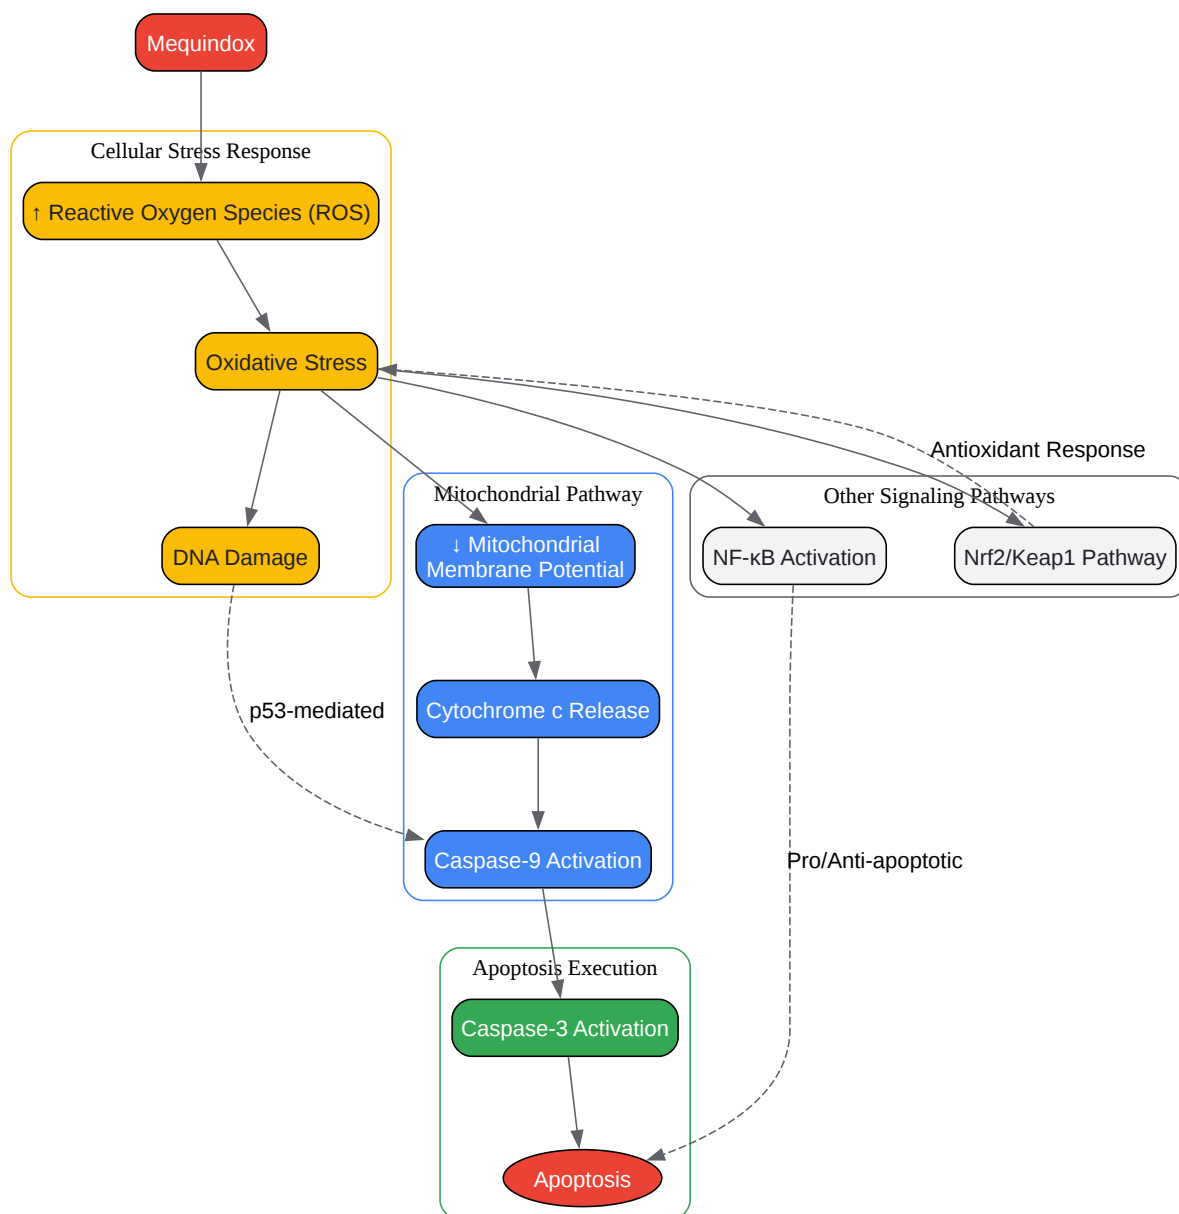 Mequindox
Cellular Stress Response
↑ Reactive Oxygen Species (ROS)
Oxidative Stress
Antioxidant Response
Mitochondrial Pathway
Other Signaling Pathways
DNA Damage
↓ Mitochondrial
Membrane Potential
NF-κB Activation
Nrf2/Keap1 Pathway
p53-mediated
Cytochrome c Release
Caspase-9 Activation
Pro/Anti-apoptotic
Apoptosis Execution
Caspase-3 Activation
Apoptosis